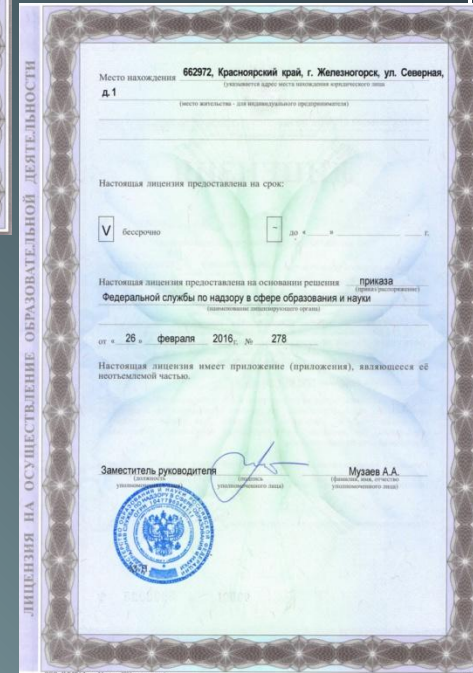 ЛИЦЕНЗИЯ НА ОСУЩЕСТВЛЕНИЕ ОБРАЗОВАТЕЛЬНОЙ ДЕЯТЕЛЬНОСТИ
Место нахождения 662972, Красноярский край, г. Железногорск, ул. Северная,
(указывается адрес места нахождения юридического лица
д. 1
(место жительства - для индивидуального предпринимателя)
Настоящая лицензия предоставлена на срок:
V бессрочно - до « » г.
Настоящая лицензия предоставлена на основании решения приказа
(приказ/распоряжение)
Федеральной службы по надзору в сфере образования и науки
(наименование лицензирующего органа)
от « 26 » февраля 2016 г. № 278
Настоящая лицензия имеет приложение (приложения), являющееся её
неотъемлемой частью.
Заместитель руководителя Музаев А.А.
(должность (подпись (фамилия, имя, отчество
уполномоченного лица) уполномоченного лица) уполномоченного лица)